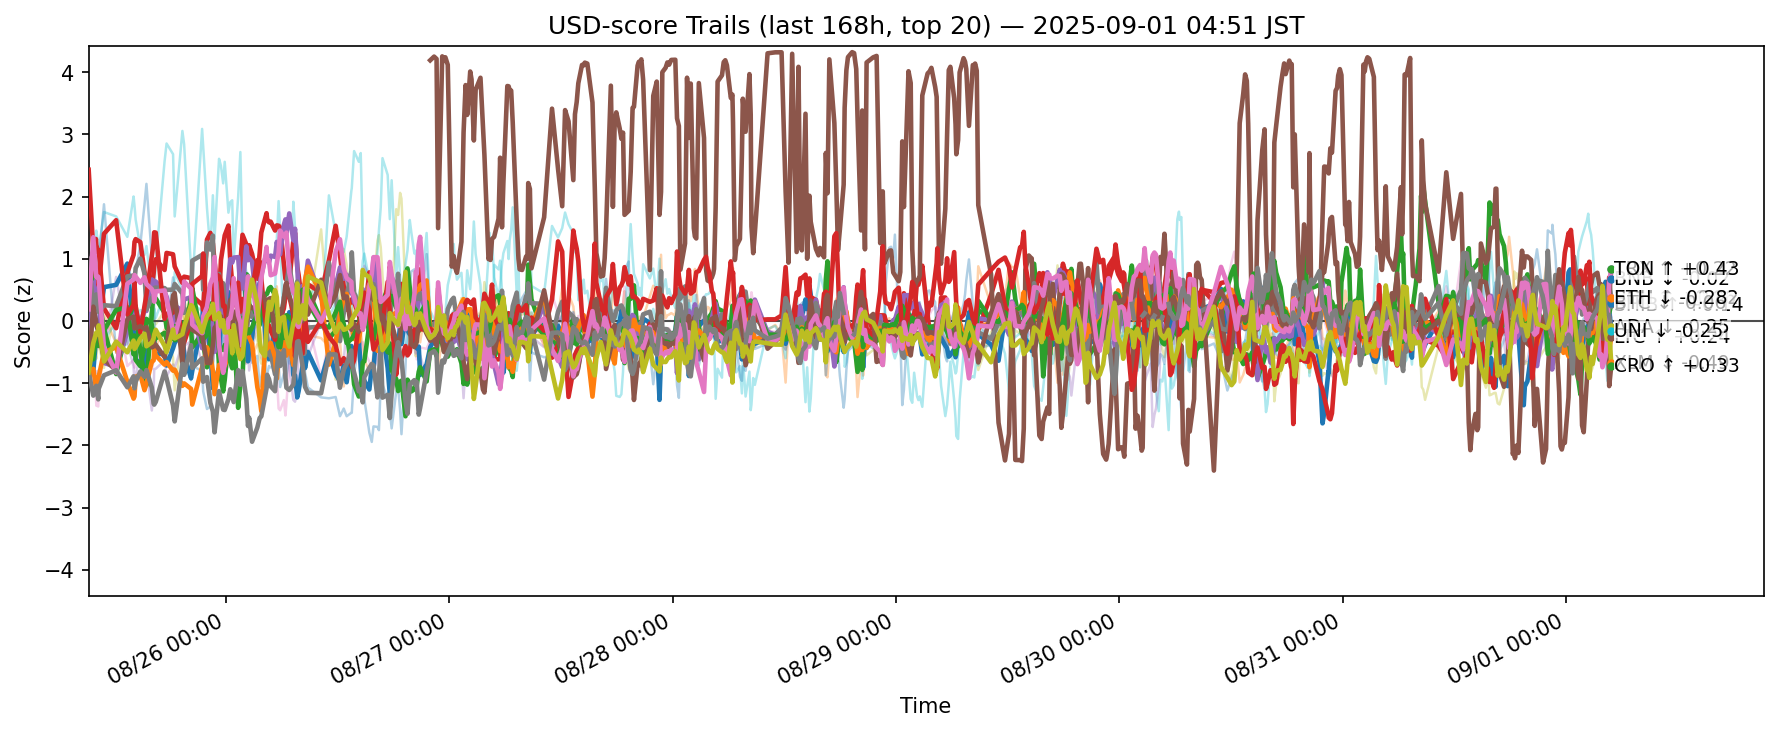 USD-score Trails (last 168h, top 20) — 2025-09-01 04:51 JST
Score (z)
4
3
2
1
0
−1
−2
−3
−4
TON ↑ +0.43
BNB ↓ -0.02
ETH ↓ -0.282
UNI ↓ -0.25
CRO ↑ +0.33
08/26 00:00
08/27 00:00
08/28 00:00
08/29 00:00
08/30 00:00
08/31 00:00
09/01 00:00
Time